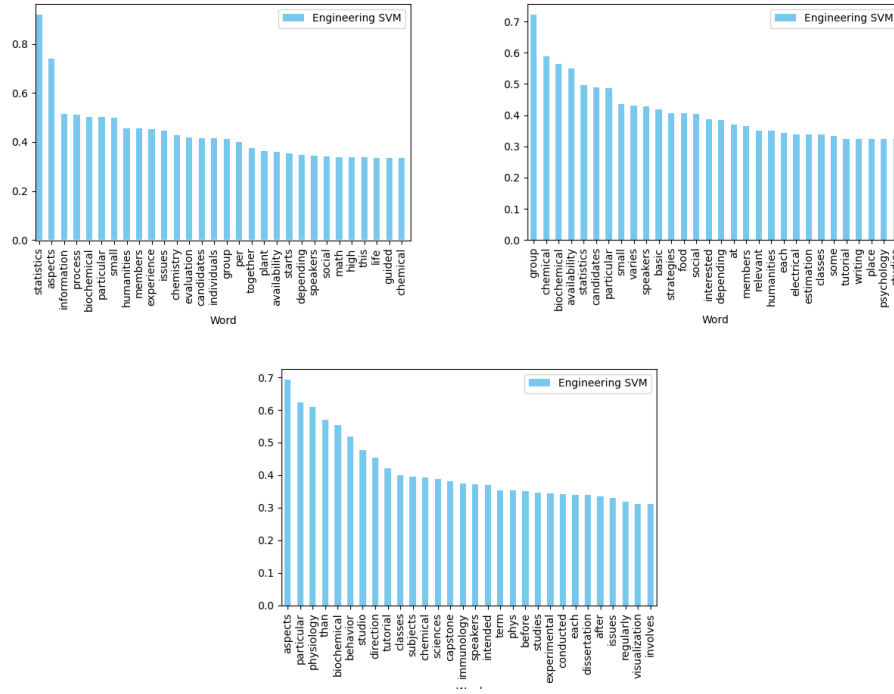 Engineering SVM
0.8
0.6
0.4
0.2
0.0
statistics
aspects
information
process
biochemical
particular
small
humanities
members
experience
issues
chemistry
evaluation
candidates
individuals
group
per
together
plant
availability
starts
depending
speakers
social
math
high
this
life
guided
chemical
Word
Engineering SVM
0.7
0.6
0.5
0.4
0.3
0.2
0.1
0.0
group
chemical
biochemical
availability
statistics
candidates
particular
small
varies
speakers
basic
strategies
food
social
interested
depending
at
members
relevant
humanities
each
electrical
estimation
classes
some
tutorial
writing
place
psychology
Word
Engineering SVM
0.7
0.6
0.5
0.4
0.3
0.2
0.1
0.0
aspects
particular
physiology
than
biochemical
behavior
studio
direction
tutorial
classes
subjects
chemical
sciences
capstone
immunology
speakers
intended
term
phys
before
studies
experimental
conducted
each
dissertation
after
issues
regularly
visualization
involves